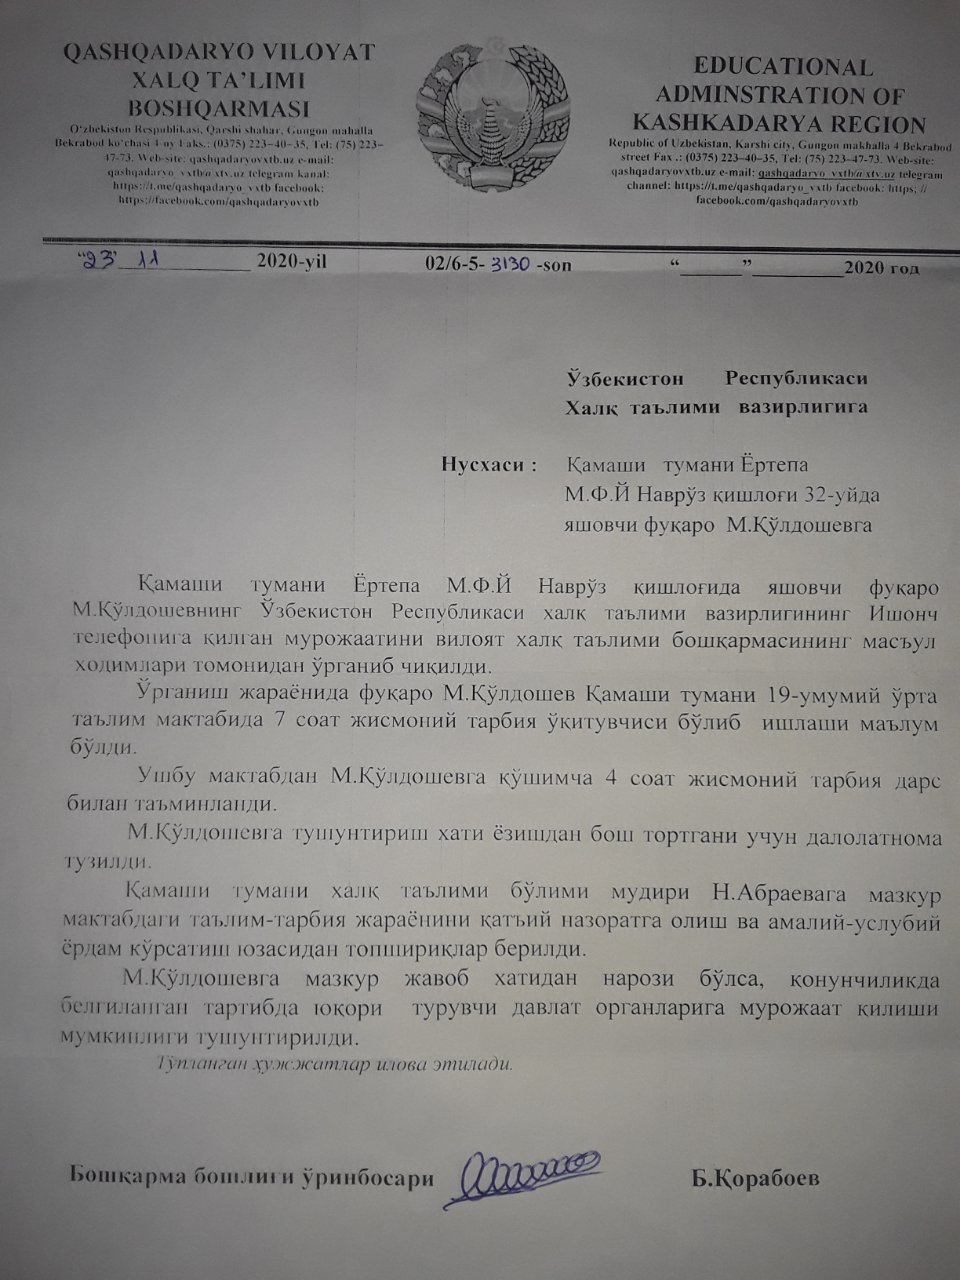 QASHQADARYO VILOYAT
XALQ TA’LIMI
BOSHQARMASI
O‘zbekiston Respublikasi, Qarshi shahar, Gungon mahalla
Bekrabod ko‘chasi 4-uy Faks.: (0375) 223–40–35, Tel: (75) 223–
47-73. Web-site: qashqadaryovxtb.uz e-mail:
qashqadaryo_vxtb@xtv.uz telegram kanal:
https://t.me/qashqadaryo_vxtb facebook:
https://facebook.com/qashqadaryovxtb
EDUCATIONAL
ADMINSTRATION OF
KASHKADARYA REGION
Republic of Uzbekistan, Karshi city, Gungon makhalla 4 Bekrabod
street Fax .: (0375) 223–40–35, Tel: (75) 223–47-73. Web-site:
qashqadaryovxtb.uz e-mail: qashqadaryo_vxtb@xtv.uz telegram
channel: https://t.me/qashqadaryo_vxtb facebook: https; //
facebook.com/qashqadaryovxtb
“23” 11 2020-yil 02/6-5- 3130 -son “______”_________2020 год
Ўзбекистон Республикаси
Халқ таълими вазирлигига
Нусхаси : Қамаши тумани Ёртепа
М.Ф.Й Наврўз қишлоғи 32-уйда
яшовчи фуқаро М.Қўлдошевга
Қамаши тумани Ёртепа М.Ф.Й Наврўз қишлоғида яшовчи фуқаро
М.Қўлдошевнинг Ўзбекистон Республикаси халқ таълими вазирлигининг Ишонч
телефонига қилган мурожаатини вилоят халқ таълими бошқармасининг масъул
ходимлари томонидан ўрганиб чиқилди.
Ўрганиш жараёнида фуқаро М.Қўлдошев Қамаши тумани 19-умумий ўрта
таълим мактабида 7 соат жисмоний тарбия ўқитувчиси бўлиб ишлаши маълум
бўлди.
Ушбу мактабдан М.Қўлдошевга қўшимча 4 соат жисмоний тарбия дарс
билан таъминланди.
М.Қўлдошевга тушунтириш хати ёзишдан бош тортгани учун далолатнома
тузилди.
Қамаши тумани халқ таълими бўлими мудири Н.Абраевага мазкур
мактабдаги таълим-тарбия жараёнини қатъий назоратга олиш ва амалий-услубий
ёрдам кўрсатиш юзасидан топшириқлар берилди.
М.Қўлдошевга мазкур жавоб хатидан нарози бўлса, қонунчиликда
белгиланган тартибда юқори турувчи давлат органларига мурожаат қилиши
мумкинлиги тушунтирилди.
Тўпланган ҳужжатлар илова этилади.
Бошқарма бошлиғи ўринбосари Б.Қорабоев